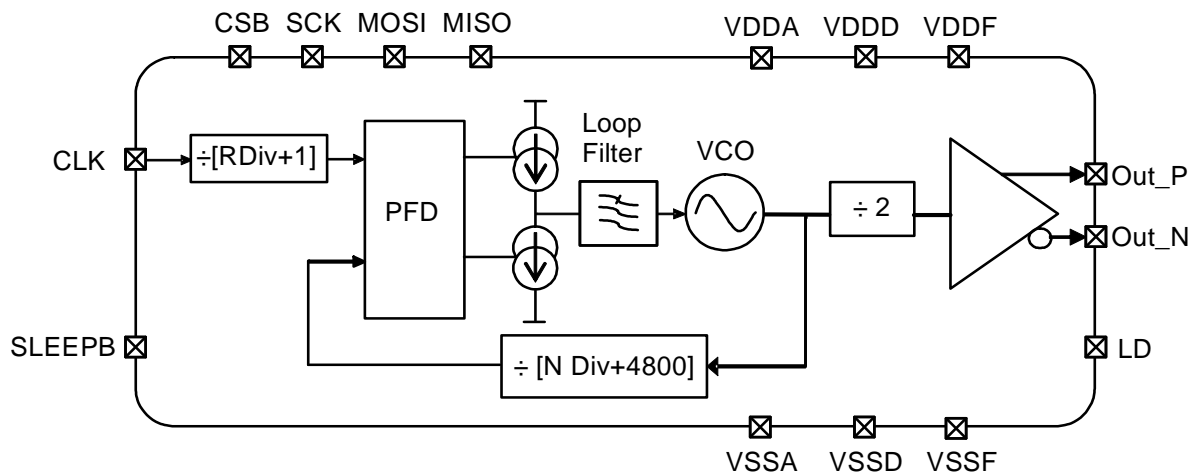 CSB SCK MOSI MISO
VDDA VDDD VDDF
Loop
Filter
VCO
CLK
÷[RDiv+1]
PFD
÷ 2
Out_P
Out_N
SLEEPB
÷ [N Div+4800]
LD
VSSA VSSD VSSF